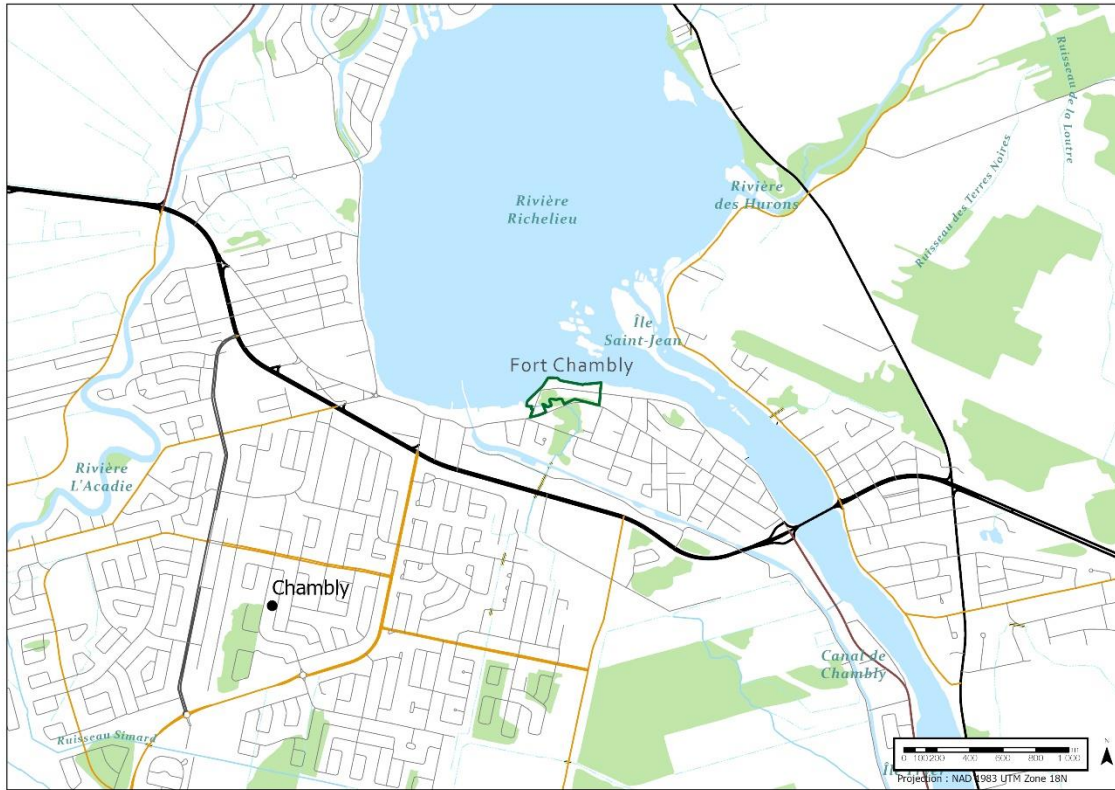 Ruisseau de la Loutre
Ruisseau des Terres Noires
Rivière
des Hurons
Rivière
Richelieu
Île
Saint-Jean
Fort Chambly
Rivière
L'Acadie
Chambly
Canal de
Chambly
Ruisseau Simard
N
0 100 200 400 600 800 1 000
m
Projection : NAD 1983 UTM Zone 18N